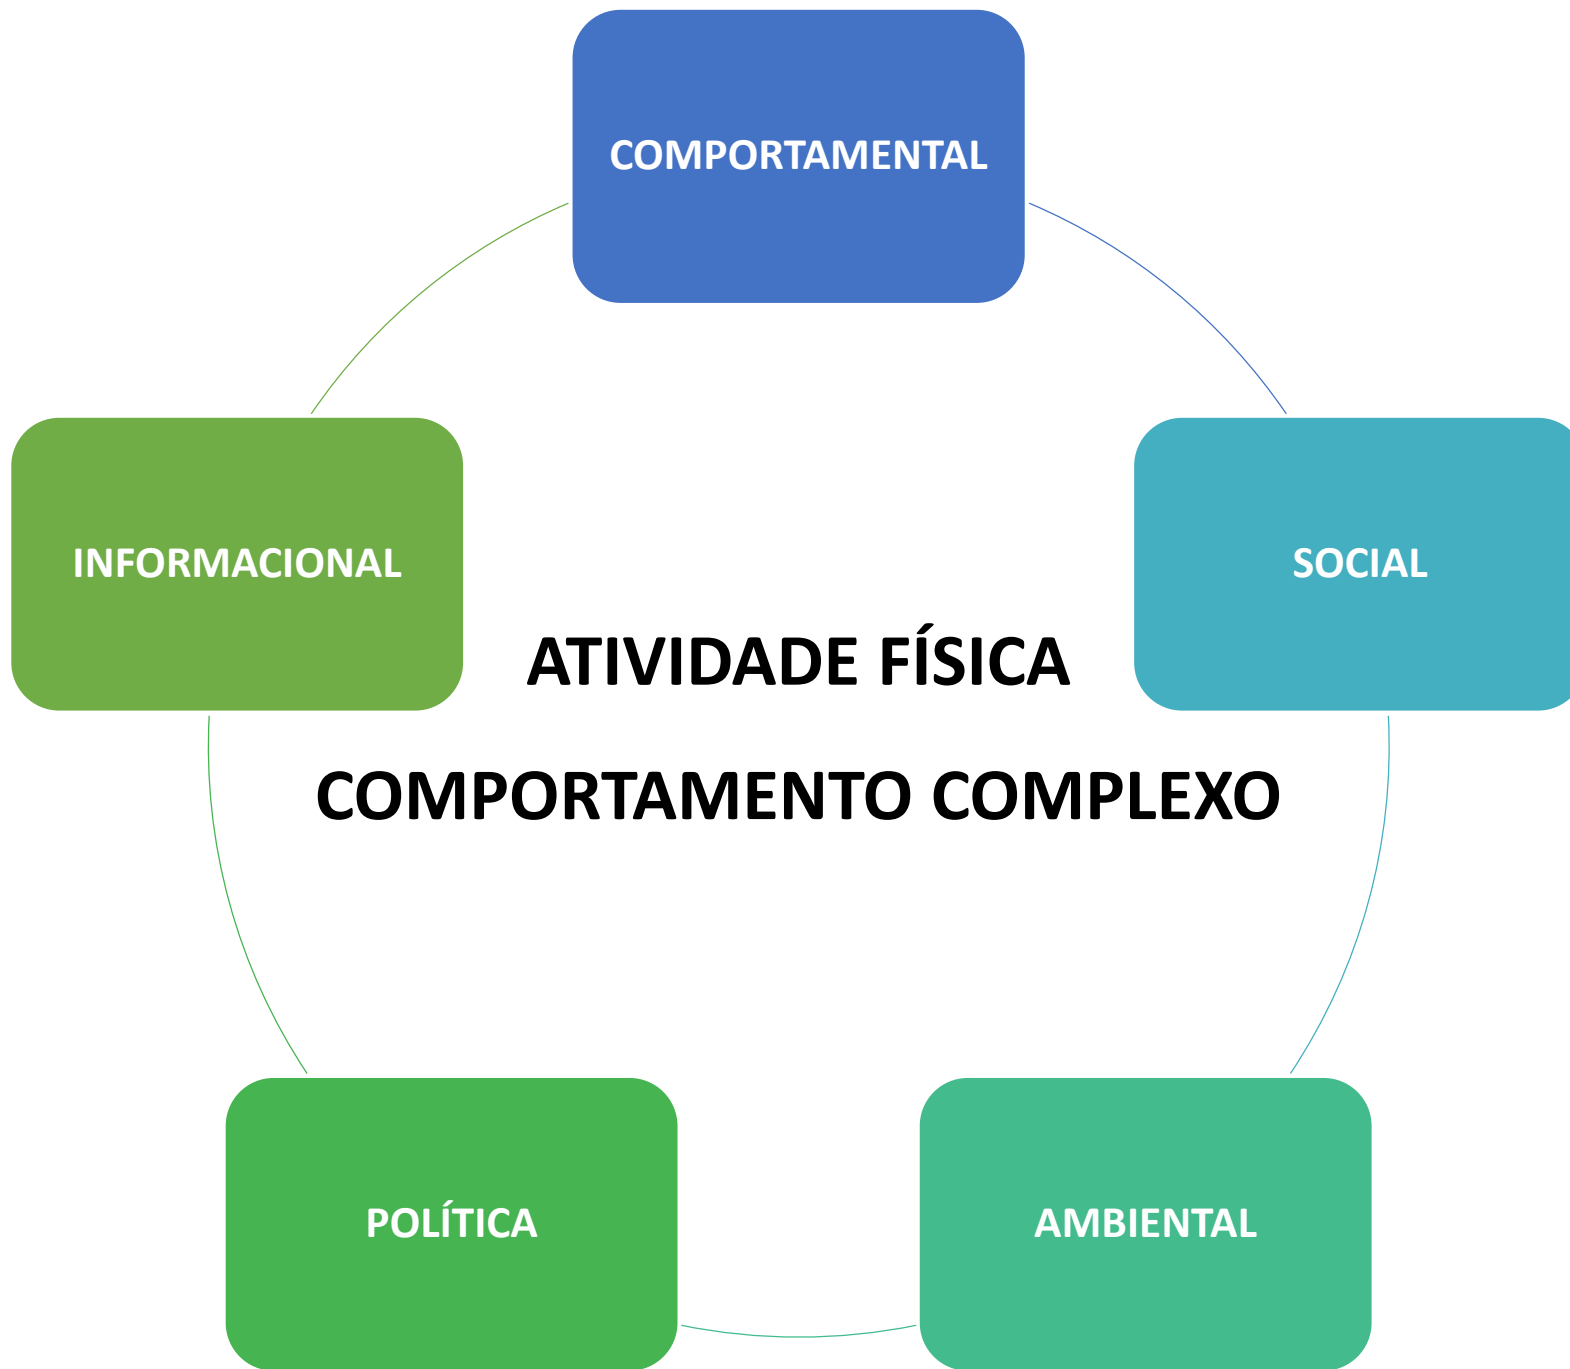 COMPORTAMENTAL
INFORMACIONAL
SOCIAL
ATIVIDADE FÍSICA
COMPORTAMENTO COMPLEXO
POLÍTICA
AMBIENTAL